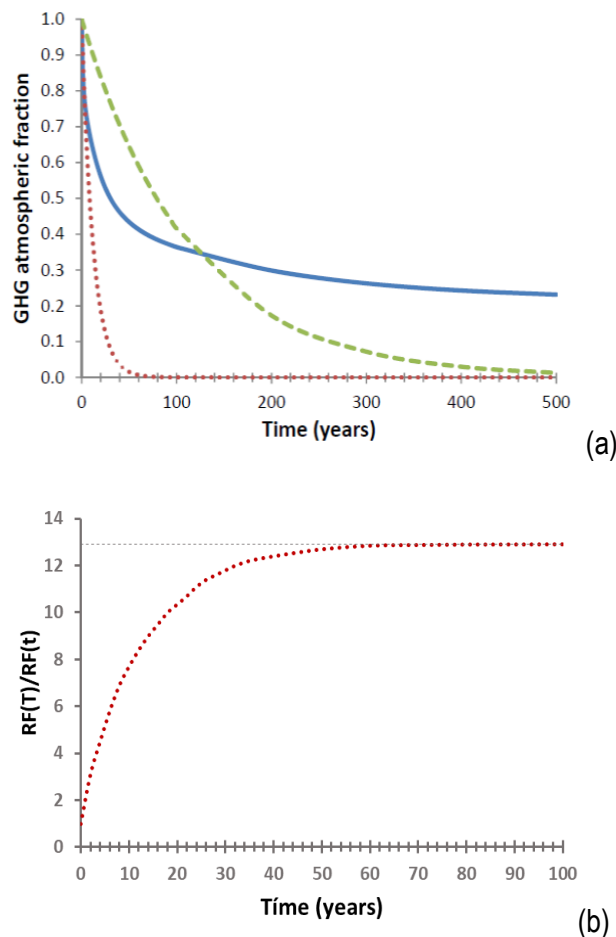 1.0
0.9
0.8
0.7
0.6
0.5
0.4
0.3
0.2
0.1
0.0
GHG atmospheric fraction
0 100 200 300 400 500
Time (years)
(a)
14
12
10
8
6
4
2
0
RF(T)/RF(t)
0 10 20 30 40 50 60 70 80 90 100
Tíme (years)
(b)